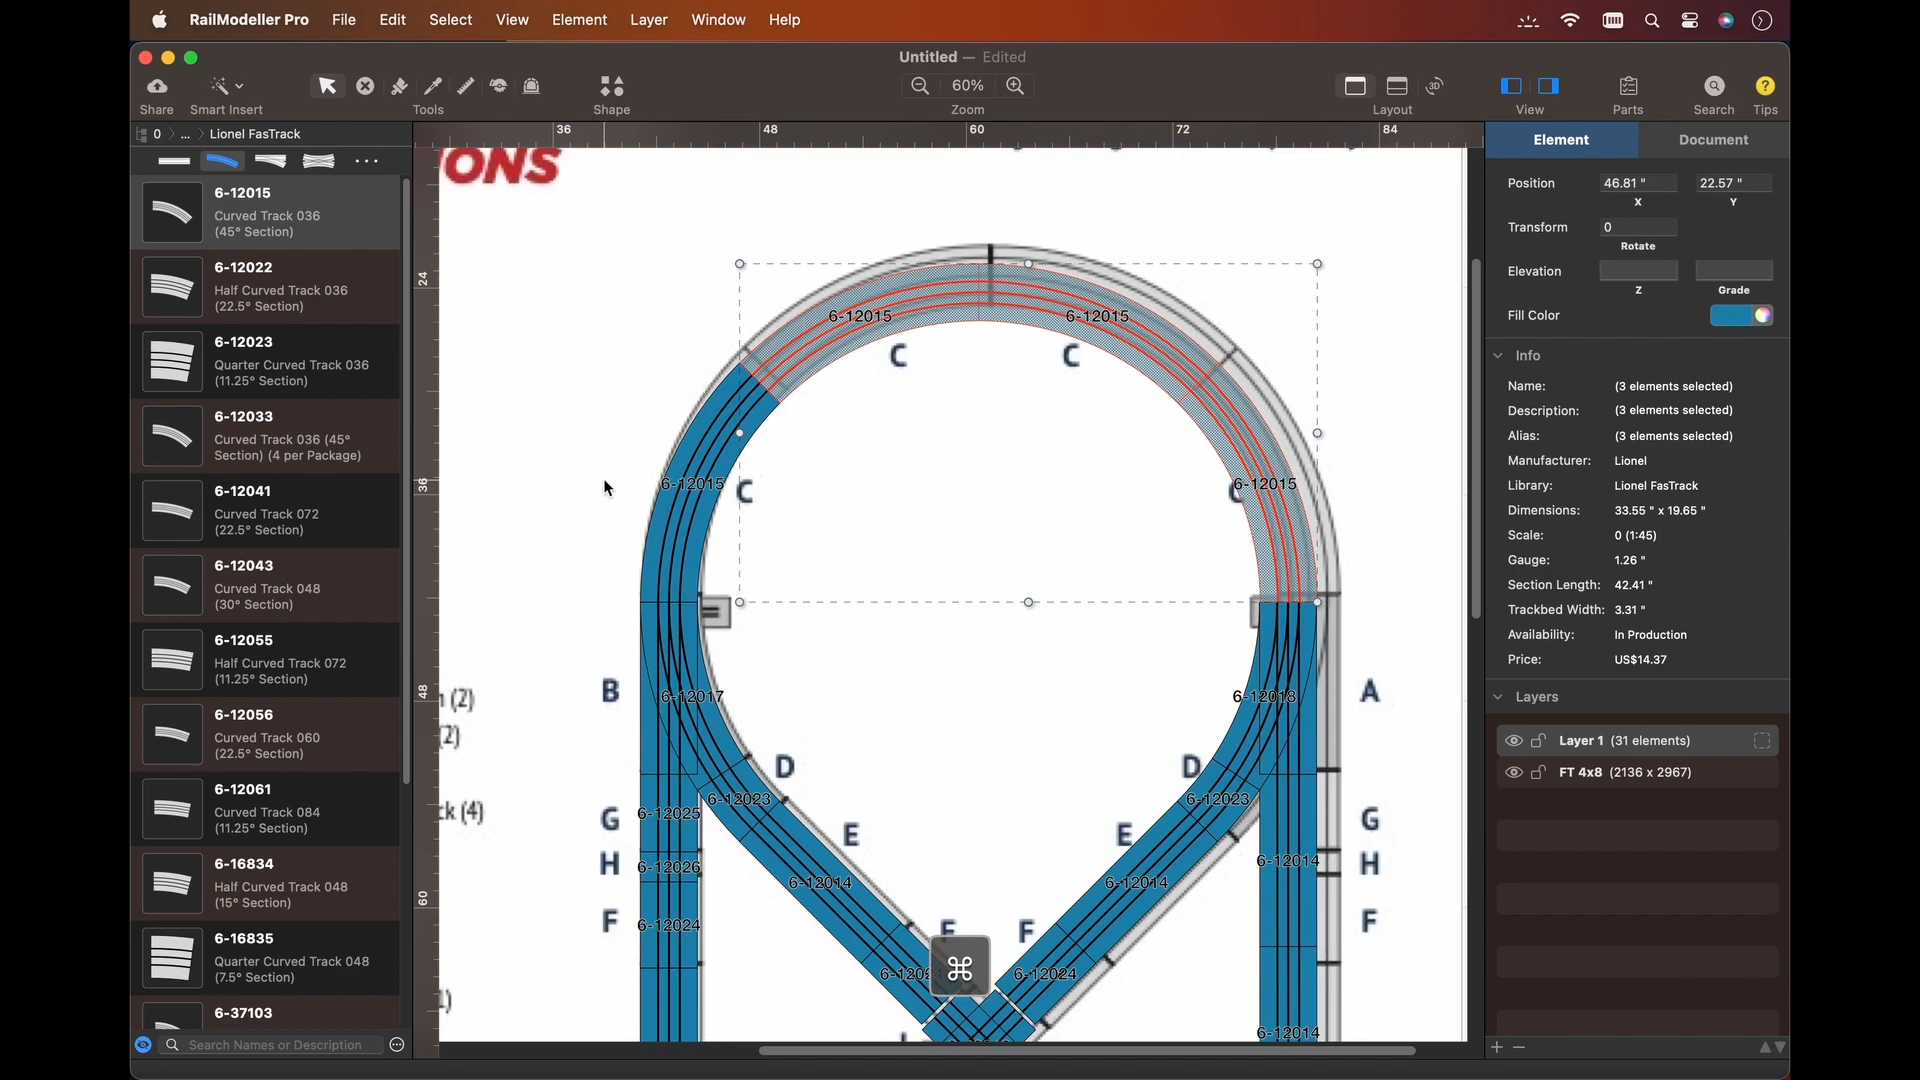 RailModeller Pro File Edit Select View Element Layer Window Help
Untitled — Edited
Share Smart Insert Tools Shape 60% Zoom 3D Layout View Parts Search ? Tips
0 > ... > Lionel FasTrack
36 48 60 72 84
24
36
48
60
6-12015
Curved Track 036
(45° Section)
6-12022
Half Curved Track 036
(22.5° Section)
6-12023
Quarter Curved Track 036
(11.25° Section)
6-12033
Curved Track 036 (45°
Section) (4 per Package)
6-12041
Curved Track 072
(22.5° Section)
6-12043
Curved Track 048
(30° Section)
6-12055
Half Curved Track 072
(11.25° Section)
6-12056
Curved Track 060
(22.5° Section)
6-12061
Curved Track 084
(11.25° Section)
6-16834
Half Curved Track 048
(15° Section)
6-16835
Quarter Curved Track 048
(7.5° Section)
6-37103
Search Names or Description
IONS
6-12015 6-12015
C C
6-12015 C 6-12015
B 6-12017 6-12018 A
(2)
D D
6-12023 6-12023
ck (4)
G 6-12025 E E G
H 6-12026 6-12014 H
6-12014 6-12014
F 6-12024 F F
6-12024
6-12014
⌘
Element Document
Position 46.81 " 22.57 "
X Y
Transform 0
Rotate
Elevation
Z Grade
Fill Color
Info
Name: (3 elements selected)
Description: (3 elements selected)
Alias: (3 elements selected)
Manufacturer: Lionel
Library: Lionel FasTrack
Dimensions: 33.55 " x 19.65 "
Scale: 0 (1:45)
Gauge: 1.26 "
Section Length: 42.41 "
Trackbed Width: 3.31 "
Availability: In Production
Price: US$14.37
Layers
Layer 1 (31 elements)
FT 4x8 (2136 x 2967)